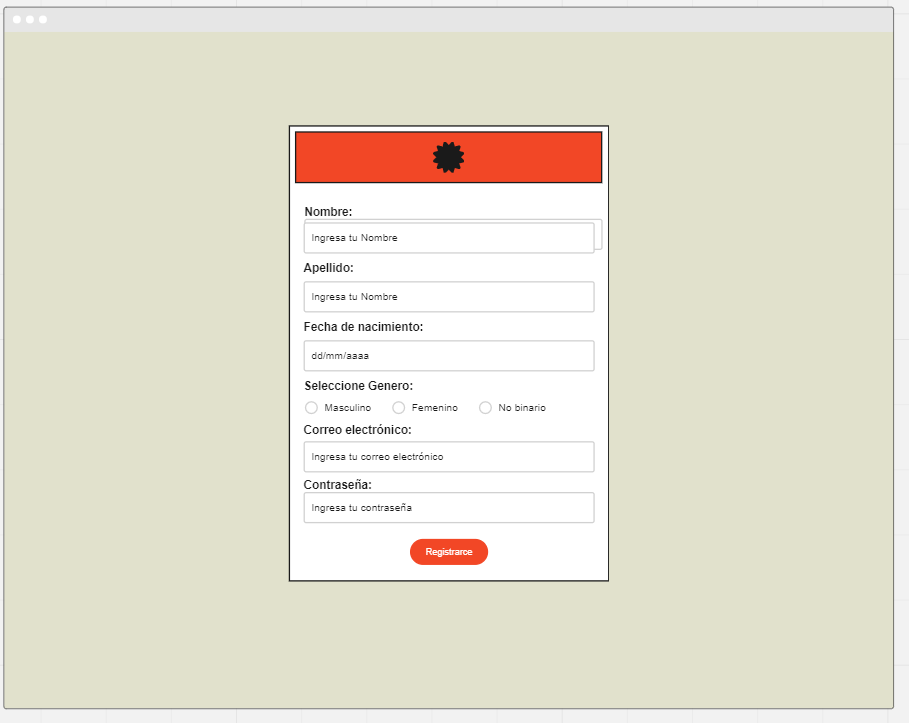 Nombre:
Ingresa tu Nombre
Apellido:
Ingresa tu Nombre
Fecha de nacimiento:
dd/mm/aaaa
Seleccione Genero:
Masculino Femenino No binario
Correo electrónico:
Ingresa tu correo electrónico
Contraseña:
Ingresa tu contraseña
Registrarce